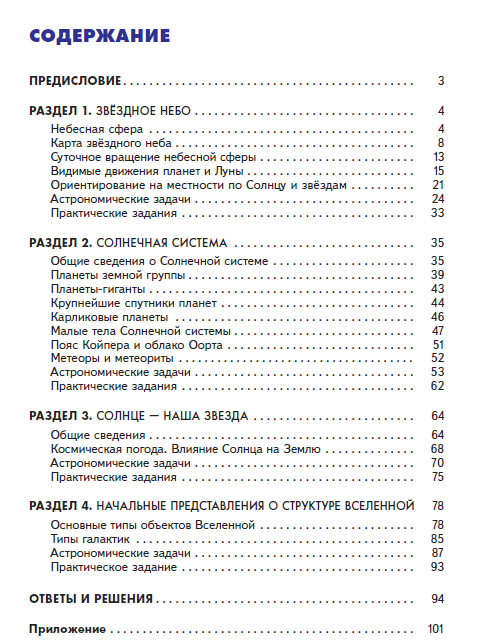 СОДЕРЖАНИЕ
ПРЕДИСЛОВИЕ . . . . . . . . . . . . . . . . . . . . 3
РАЗДЕЛ 1. ЗВЁЗДНОЕ НЕБО . . . . . . . . . . . . . . . . . . . . 4
Небесная сфера . . . . . . . . . . . . . . . . . . . . 4
Карта звёздного неба . . . . . . . . . . . . . . . . . . . . 8
Суточное вращение небесной сферы . . . . . . . . . . . . . . . . . . . . 13
Видимые движения планет и Луны . . . . . . . . . . . . . . . . . . . . 15
Ориентирование на местности по Солнцу и звёздам . . . . . . . . . . 21
Астрономические задачи . . . . . . . . . . . . . . . . . . . . 24
Практические задания . . . . . . . . . . . . . . . . . . . . 33
РАЗДЕЛ 2. СОЛНЕЧНАЯ СИСТЕМА . . . . . . . . . . . . . . . . . . . . 35
Общие сведения о Солнечной системе . . . . . . . . . . . . . . . . . . . . 35
Планеты земной группы . . . . . . . . . . . . . . . . . . . . 39
Планеты-гиганты . . . . . . . . . . . . . . . . . . . . 43
Крупнейшие спутники планет . . . . . . . . . . . . . . . . . . . . 44
Карликовые планеты . . . . . . . . . . . . . . . . . . . . 46
Малые тела Солнечной системы . . . . . . . . . . . . . . . . . . . . 47
Пояс Койпера и облако Оорта . . . . . . . . . . . . . . . . . . . . 51
Метеоры и метеориты . . . . . . . . . . . . . . . . . . . . 52
Астрономические задачи . . . . . . . . . . . . . . . . . . . . 53
Практические задания . . . . . . . . . . . . . . . . . . . . 62
РАЗДЕЛ 3. СОЛНЦЕ — НАША ЗВЕЗДА . . . . . . . . . . . . . . . . . . . . 64
Общие сведения . . . . . . . . . . . . . . . . . . . . 64
Космическая погода. Влияние Солнца на Землю . . . . . . . . . . . . . 68
Астрономические задачи . . . . . . . . . . . . . . . . . . . . 70
Практические задания . . . . . . . . . . . . . . . . . . . . 75
РАЗДЕЛ 4. НАЧАЛЬНЫЕ ПРЕДСТАВЛЕНИЯ О СТРУКТУРЕ ВСЕЛЕННОЙ 78
Основные типы объектов Вселенной . . . . . . . . . . . . . . . . . . . . 78
Типы галактик . . . . . . . . . . . . . . . . . . . . 85
Астрономические задачи . . . . . . . . . . . . . . . . . . . . 87
Практическое задание . . . . . . . . . . . . . . . . . . . . 93
ОТВЕТЫ И РЕШЕНИЯ . . . . . . . . . . . . . . . . . . . . 94
Приложение . . . . . . . . . . . . . . . . . . . . 101